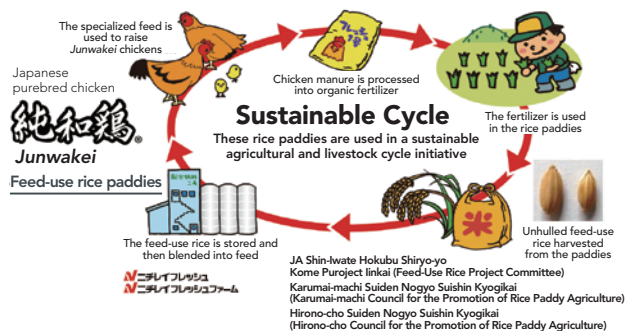 The specialized feed is
used to raise
Junwakei chickens
Japanese
purebred chicken
純和鶏®
Junwakei
Feed-use rice paddies
Chicken manure is processed
into organic fertilizer
Sustainable Cycle
These rice paddies are used in a sustainable
agricultural and livestock cycle initiative
The fertilizer is used
in the rice paddies
米
Unhulled feed-use
rice harvested
from the paddies
The feed-use rice is stored and
then blended into feed
ニチレイフレッシュ
ニチレイフレッシュファーム
JA Shin-Iwate Hokubu Shiryo-yo
Kome Puroject Iinkai (Feed-Use Rice Project Committee)
Karumai-machi Suiden Nogyo Suishin Kyogikai
(Karumai-machi Council for the Promotion of Rice Paddy Agriculture)
Hirono-cho Suiden Nogyo Suishin Kyogikai
(Hirono-cho Council for the Promotion of Rice Paddy Agriculture)